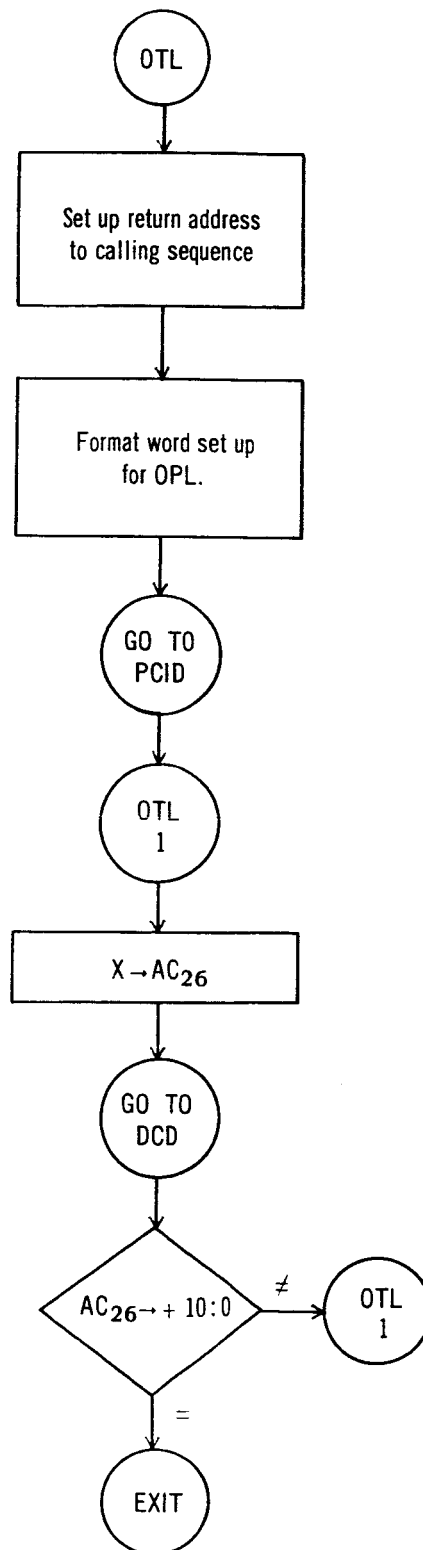 OTL
Set up return address
to calling sequence
Format word set up
for OPL.
GO TO
PCID
OTL
1
X→AC26
GO TO
DCD
AC26→ + 10:0
≠
OTL
1
=
EXIT